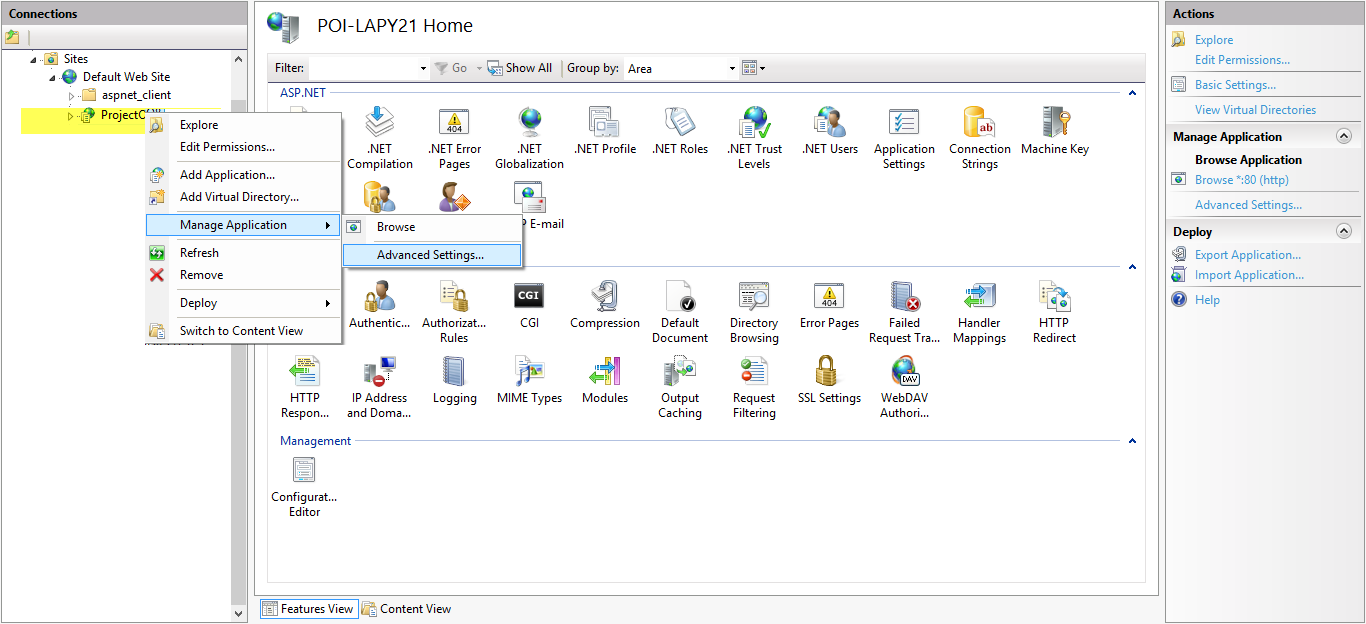 Connections
Sites
Default Web Site
aspnet_client
Explore
Edit Permissions...
Add Application...
Add Virtual Directory...
Manage Application
Refresh
Remove
Deploy
Switch to Content View
Browse
Advanced Settings...
POI-LAPY21 Home
Filter:
Go
Show All
Group by:
Area
ASP.NET
.NET
Compilation
.NET Error
Pages
.NET
Globalization
.NET Profile
.NET Roles
.NET Trust
Levels
.NET Users
Application
Settings
Connection
Strings
Machine Key
E-mail
Authentic...
Authorizat...
Rules
CGI
Compression
Default
Document
Directory
Browsing
Error Pages
Failed
Request Tra...
Handler
Mappings
HTTP
Redirect
HTTP
Respon...
IP Address
and Doma...
Logging
MIME Types
Modules
Output
Caching
Request
Filtering
SSL Settings
WebDAV
Authori...
Management
Configurat...
Editor
Features View
Content View
Actions
Explore
Edit Permissions...
Basic Settings...
View Virtual Directories
Manage Application
Browse Application
Browse *:80 (http)
Advanced Settings...
Deploy
Export Application...
Import Application...
Help